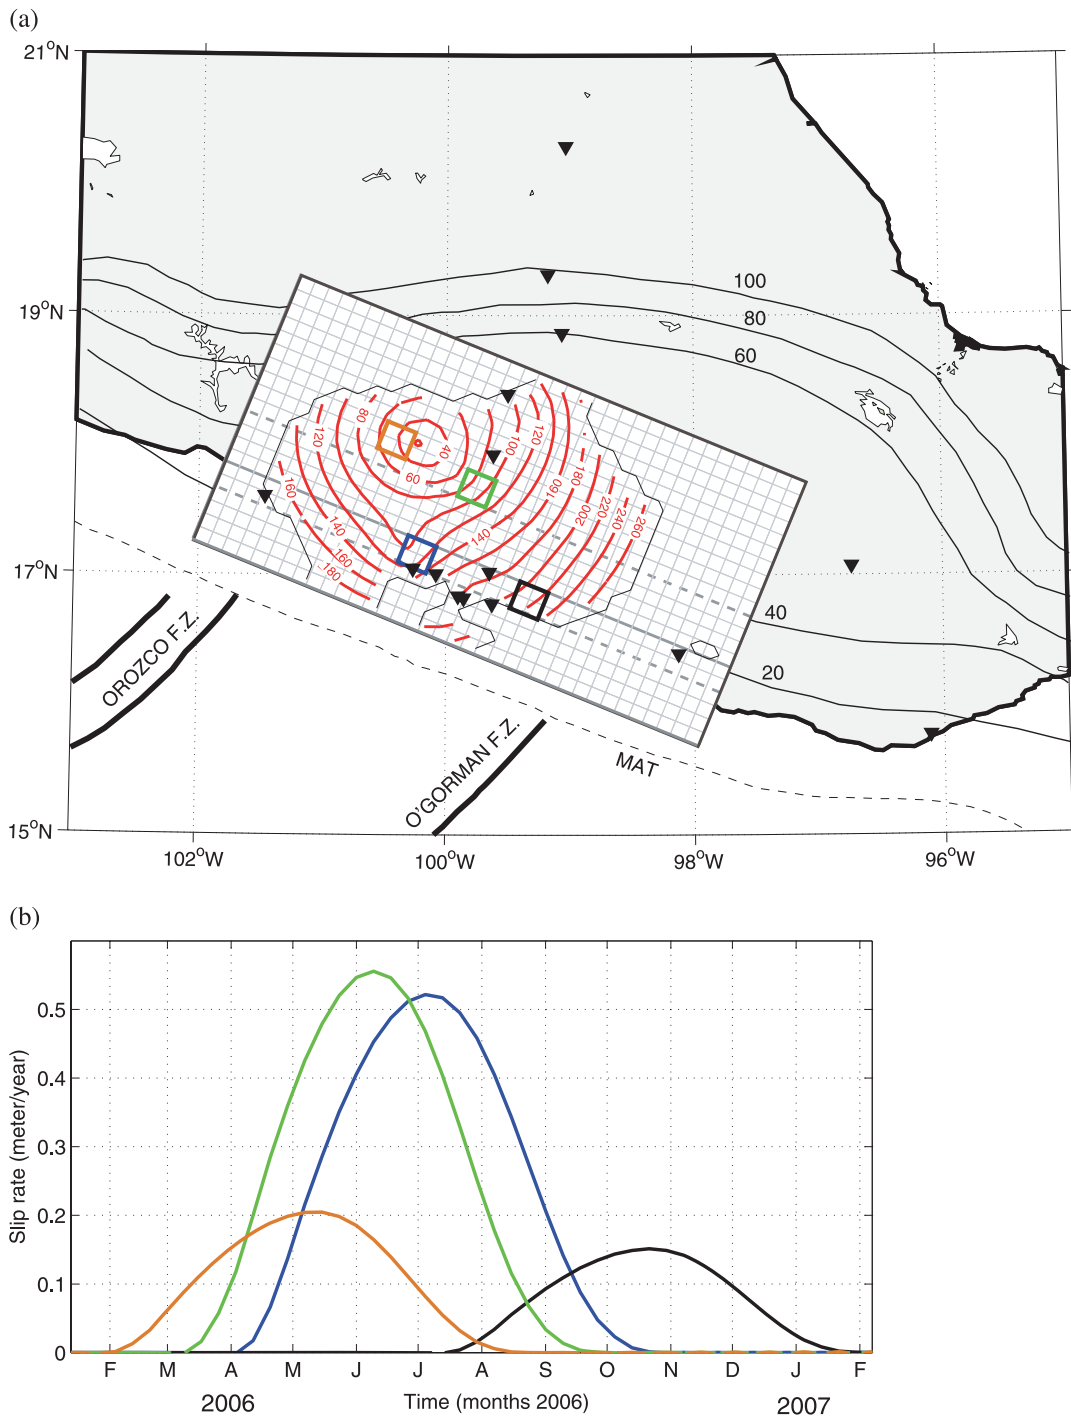 (a)
21°N
19°N
17°N
15°N
102°W
100°W
98°W
96°W
100
80
60
40
20
80
120
160
40
60
100
120
160
180
200
220
240
260
140
140
160
180
OROZCO F.Z.
O'GORMAN F.Z.
MAT
(b)
Slip rate (meter/year)
0.5
0.4
0.3
0.2
0.1
0
F M A M J J A S O N D J F
2006 Time (months 2006) 2007